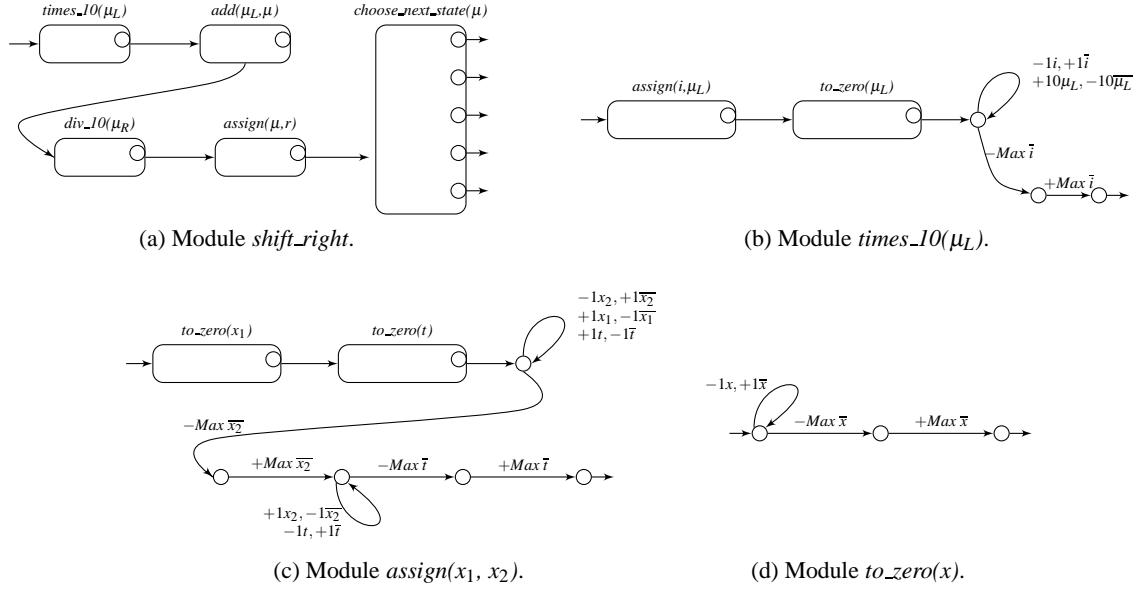 times_10(μL) add(μL,μ) choose_next_state(μ)
div_10(μR) assign(μ,r)
(a) Module shift_right.
assign(i,μL) to_zero(μL)
−1i, +1i̅
+10μL, −10μ̅L̅
−Max i̅
+Max i̅
(b) Module times_10(μL).
to_zero(x1) to_zero(t)
−1x2, +1x̅2̅
+1x1, −1x̅1̅
+1t, −1t̅
−Max x̅2̅
+Max x̅2̅ −Max t̅ +Max t̅
+1x2, −1x̅2̅
−1t, +1t̅
(c) Module assign(x1, x2).
−1x, +1x̅
−Max x̅ +Max x̅
(d) Module to_zero(x).